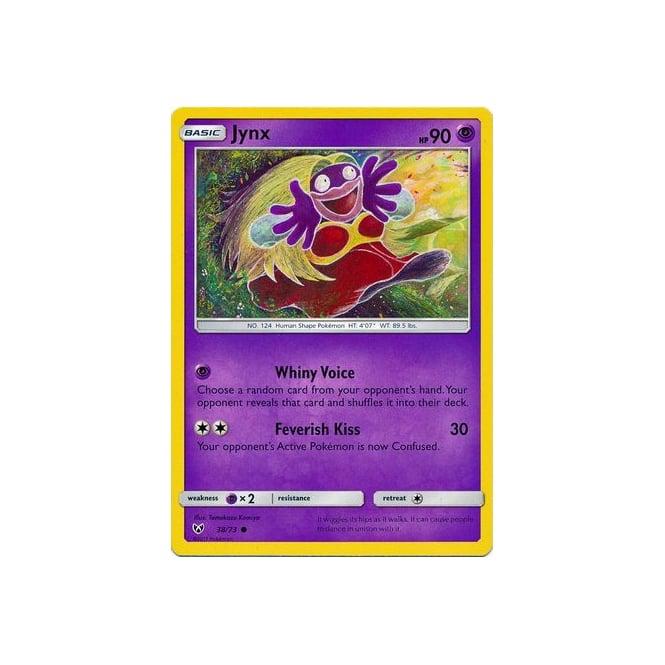 BASIC Jynx HP 90
NO. 124 Human Shape Pokémon HT: 4'07" WT: 89.5 lbs.
Whiny Voice
Choose a random card from your opponent's hand. Your
opponent reveals that card and shuffles it into their deck.
Feverish Kiss 30
Your opponent's Active Pokémon is now Confused.
weakness ×2 resistance retreat
Illus. Tomokazu Komiya
38/73
©2017 Pokémon
It wiggles its hips as it walks. It can cause people
to dance in unison with it.